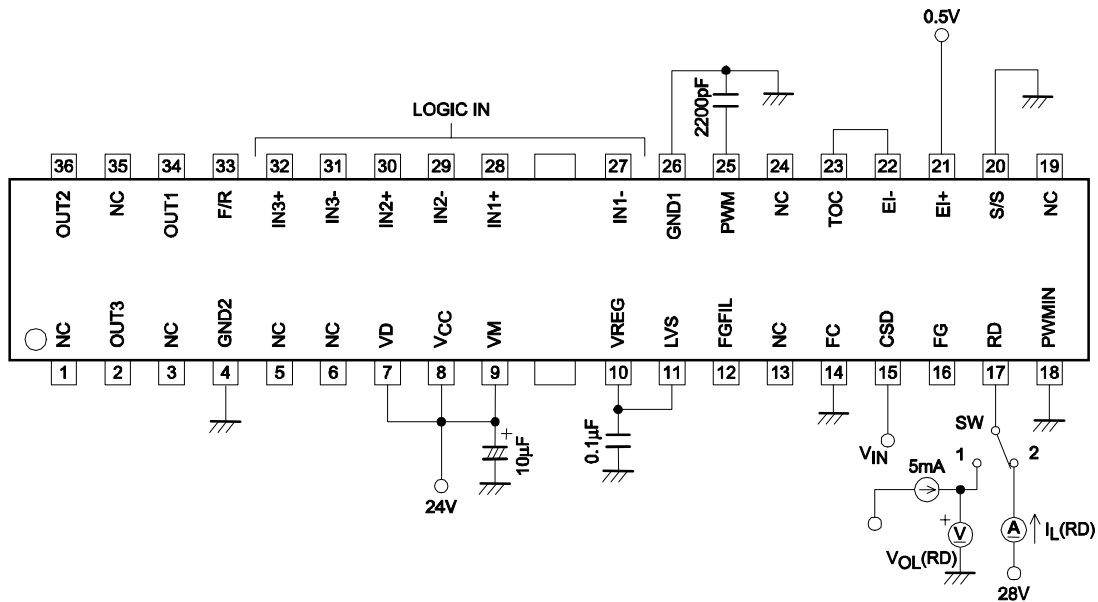 0.5V
LOGIC IN
2200pF
36 35 34 33 32 31 30 29 28 27 26 25 24 23 22 21 20 19
OUT2 NC OUT1 F/R IN3+ IN3- IN2+ IN2- IN1+ IN1- GND1 PWM NC TOC EI- EI+ S/S NC
NC OUT3 NC GND2 NC NC VD VCC VM VREG LVS FGFIL NC FC CSD FG RD PWMIN
1 2 3 4 5 6 7 8 9 10 11 12 13 14 15 16 17 18
SW
+
10μF
0.1μF
VIN
1
2
5mA
24V
+
V
A
IL(RD)
VOL(RD)
28V